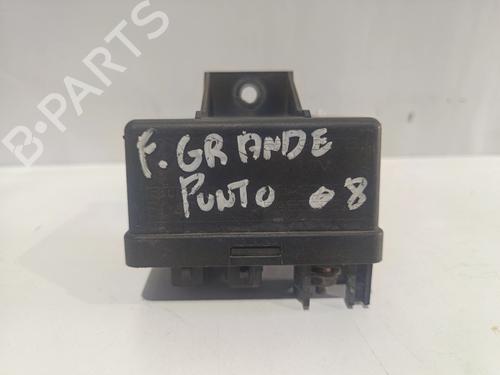 B-PARTS
F. GRANDE
PUNTO 08